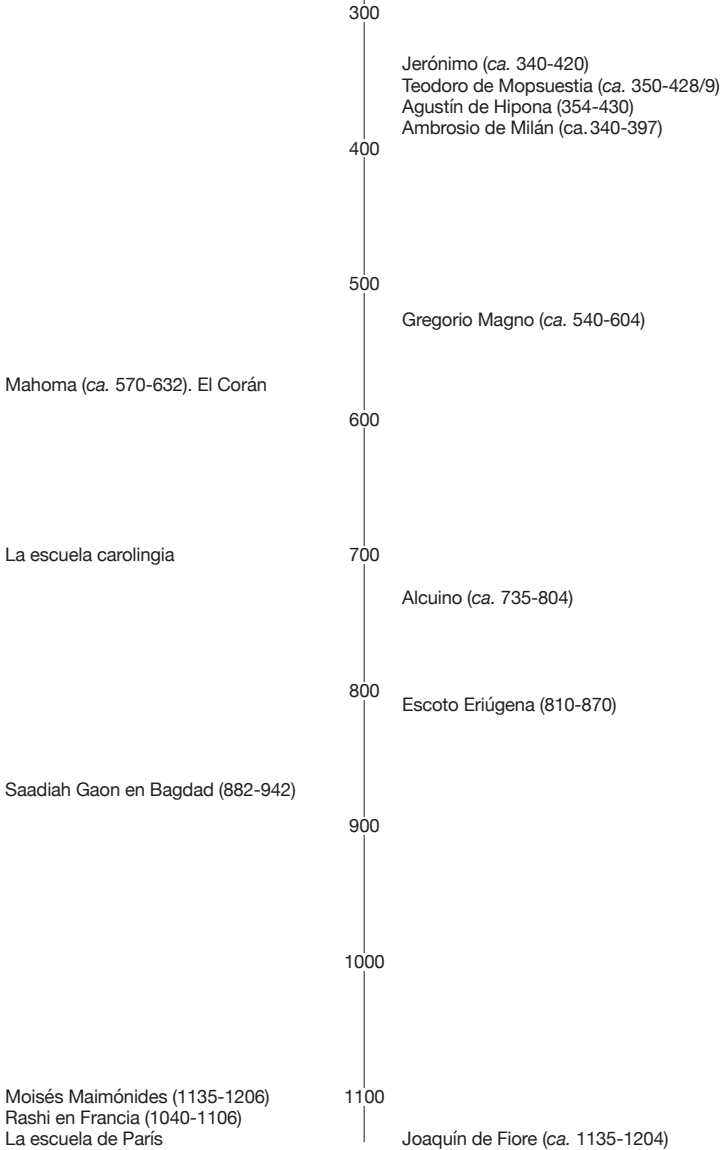 300
Jerónimo (ca. 340-420)
Teodoro de Mopsuestia (ca. 350-428/9)
Agustín de Hipona (354-430)
Ambrosio de Milán (ca.340-397)
400
500
Gregorio Magno (ca. 540-604)
Mahoma (ca. 570-632). El Corán
600
La escuela carolingia
700
Alcuino (ca. 735-804)
800
Escoto Eriúgena (810-870)
Saadiah Gaon en Bagdad (882-942)
900
1000
Moisés Maimónides (1135-1206)
1100
Rashi en Francia (1040-1106)
La escuela de París
Joaquín de Fiore (ca. 1135-1204)